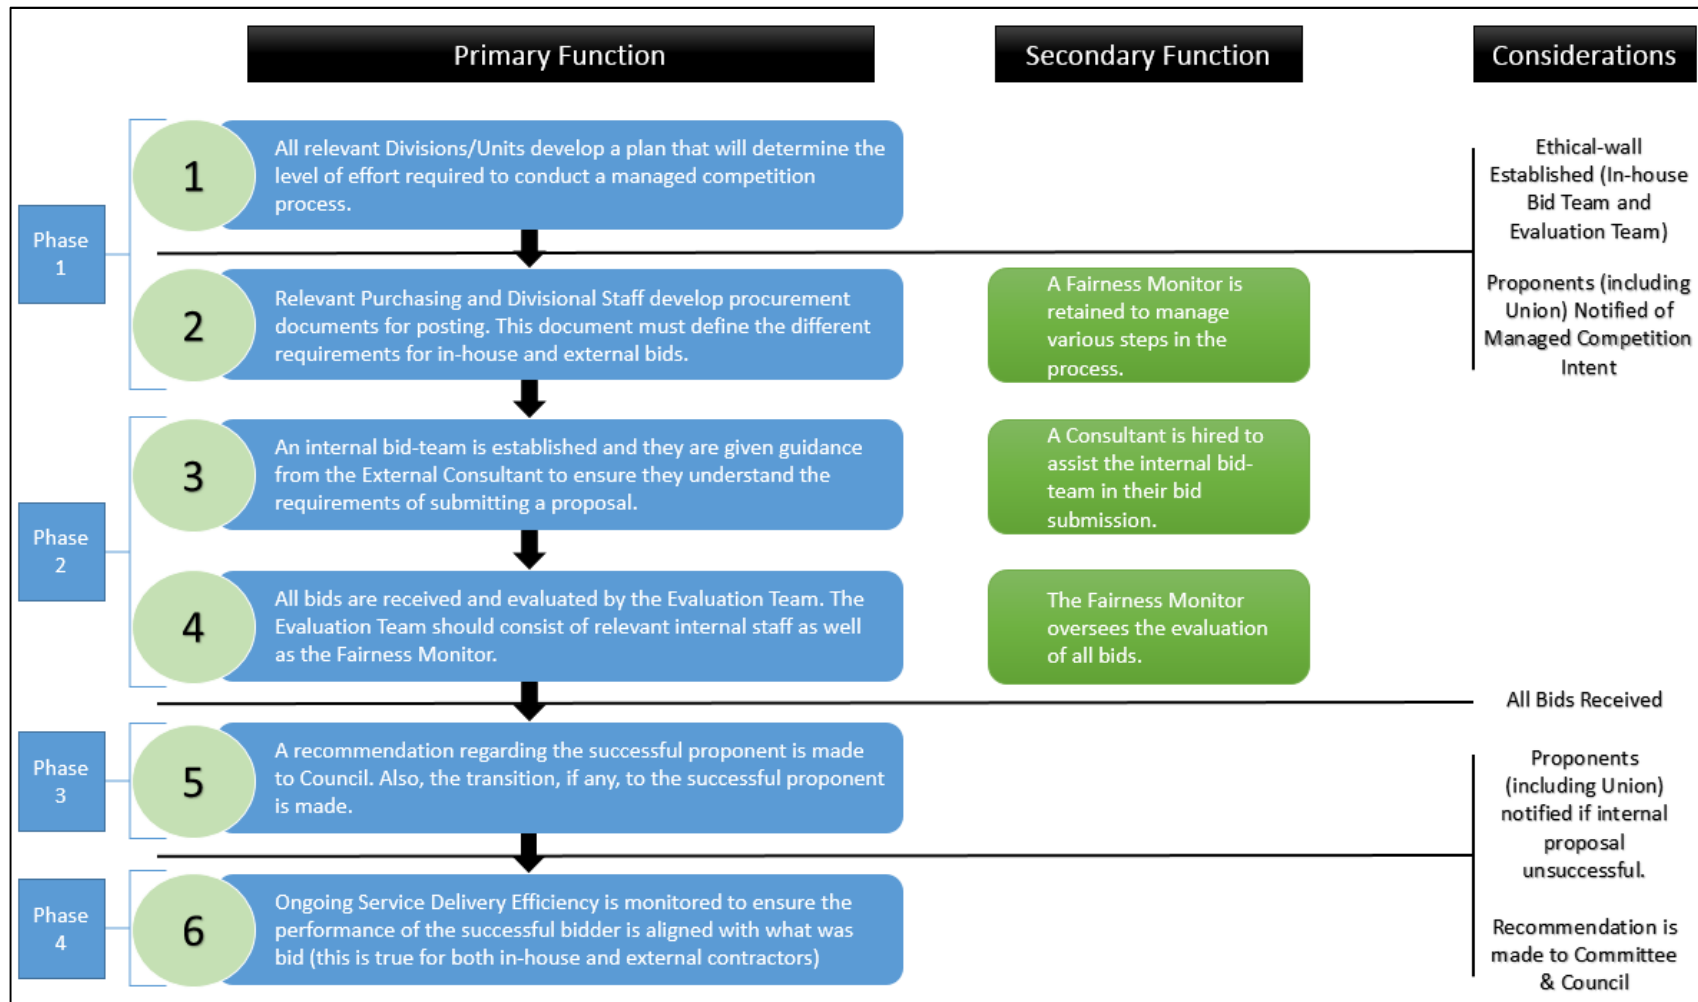 Primary Function
Secondary Function
Considerations
Phase
1
1
All relevant Divisions/Units develop a plan that will determine the
level of effort required to conduct a managed competition
process.
Ethical-wall
Established (In-house
Bid Team and
Evaluation Team)
2
Relevant Purchasing and Divisional Staff develop procurement
documents for posting. This document must define the different
requirements for in-house and external bids.
A Fairness Monitor is
retained to manage
various steps in the
process.
Proponents (including
Union) Notified of
Managed Competition
Intent
Phase
2
3
An internal bid-team is established and they are given guidance
from the External Consultant to ensure they understand the
requirements of submitting a proposal.
A Consultant is hired to
assist the internal bid-
team in their bid
submission.
4
All bids are received and evaluated by the Evaluation Team. The
Evaluation Team should consist of relevant internal staff as well
as the Fairness Monitor.
The Fairness Monitor
oversees the evaluation
of all bids.
All Bids Received
Phase
3
5
A recommendation regarding the successful proponent is made
to Council. Also, the transition, if any, to the successful proponent
is made.
Proponents
(including Union)
notified if internal
proposal
unsuccessful.
Phase
4
6
Ongoing Service Delivery Efficiency is monitored to ensure the
performance of the successful bidder is aligned with what was
bid (this is true for both in-house and external contractors)
Recommendation is
made to Committee
& Council